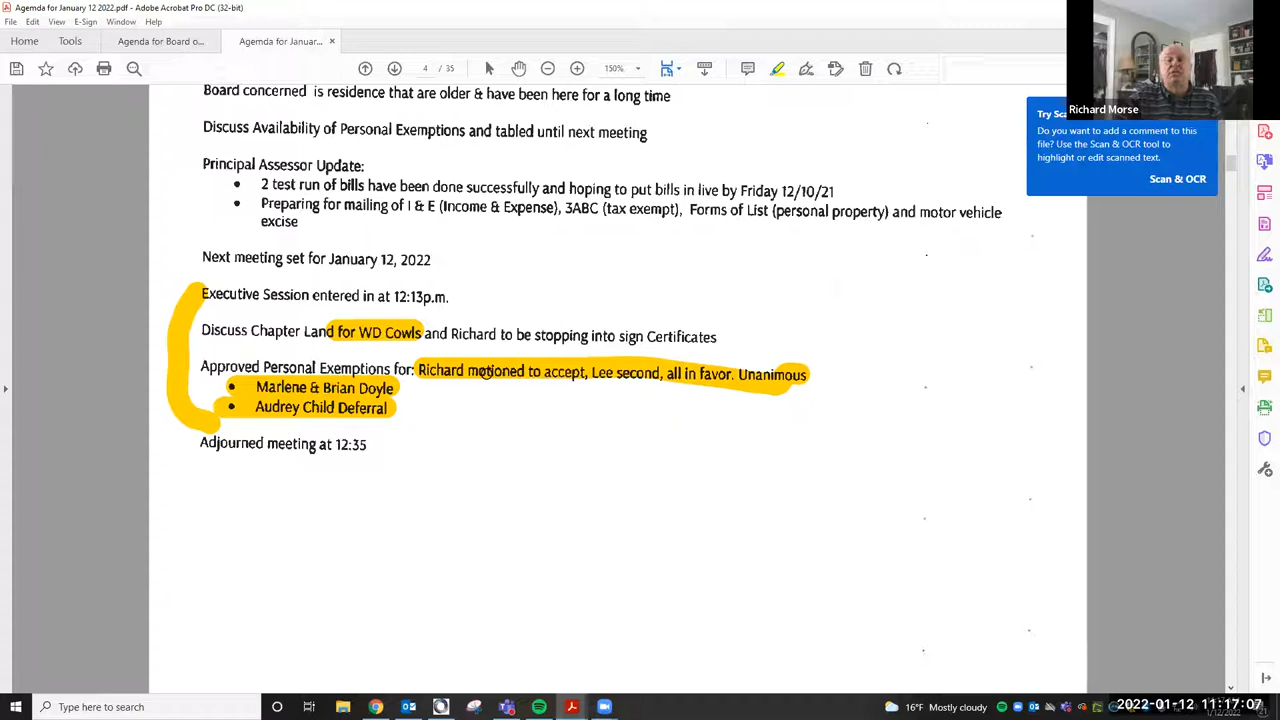 Agemda for January 12 2022.pdf - Adobe Acrobat Pro DC (32-bit)
File Edit View E-Sign Window Help
Home Tools Agenda for Board o... Agemda for Januar... ×
4 / 35 150%
Board concerned is residence that are older & have been here for a long time
Discuss Availability of Personal Exemptions and tabled until next meeting
Principal Assessor Update:
• 2 test run of bills have been done successfully and hoping to put bills in live by Friday 12/10/21
• Preparing for mailing of I & E (Income & Expense), 3ABC (tax exempt), Forms of List (personal property) and motor vehicle
excise
Next meeting set for January 12, 2022
Executive Session entered in at 12:13p.m.
Discuss Chapter Land for WD Cowls and Richard to be stopping into sign Certificates
Approved Personal Exemptions for: Richard motioned to accept, Lee second, all in favor. Unanimous
• Marlene & Brian Doyle
• Audrey Child Deferral
Adjourned meeting at 12:35
Richard Morse
Try Sca
Do you want to add a comment to this
file? Use the Scan & OCR tool to
highlight or edit scanned text.
Scan & OCR
Type here to search
16°F Mostly cloudy
2022-01-12 11:17:07